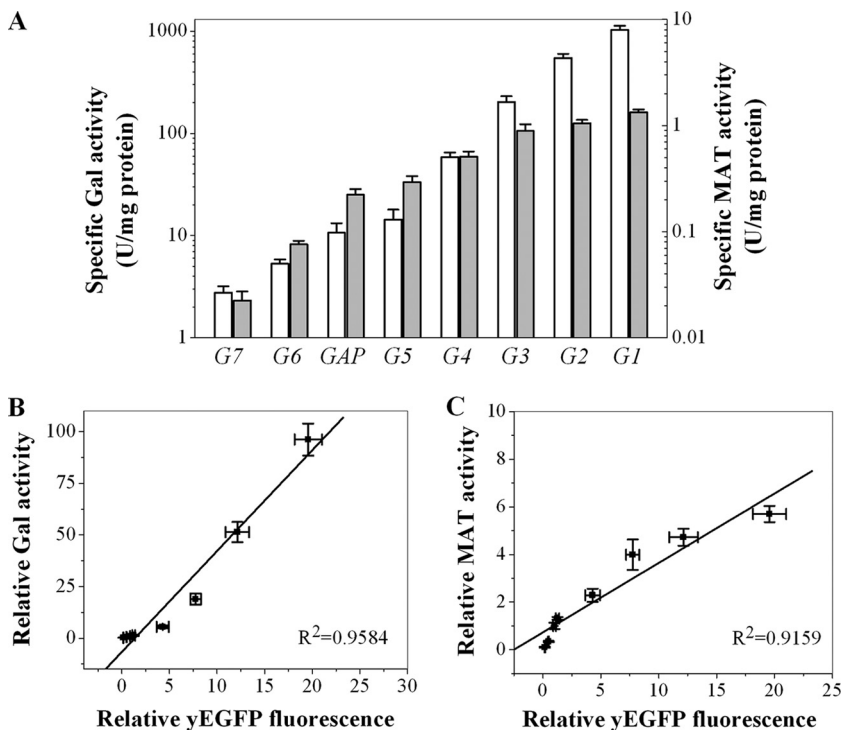 A
Specific Gal activity
(U/mg protein)
1000
100
10
1
Specific MAT activity
(U/mg protein)
10
1
0.1
0.01
G7 G6 GAP G5 G4 G3 G2 G1
B
Relative Gal activity
100
75
50
25
0
R²=0.9584
0 5 10 15 20 25 30
Relative yEGFP fluorescence
C
Relative MAT activity
10
8
6
4
2
0
R²=0.9159
0 5 10 15 20 25
Relative yEGFP fluorescence